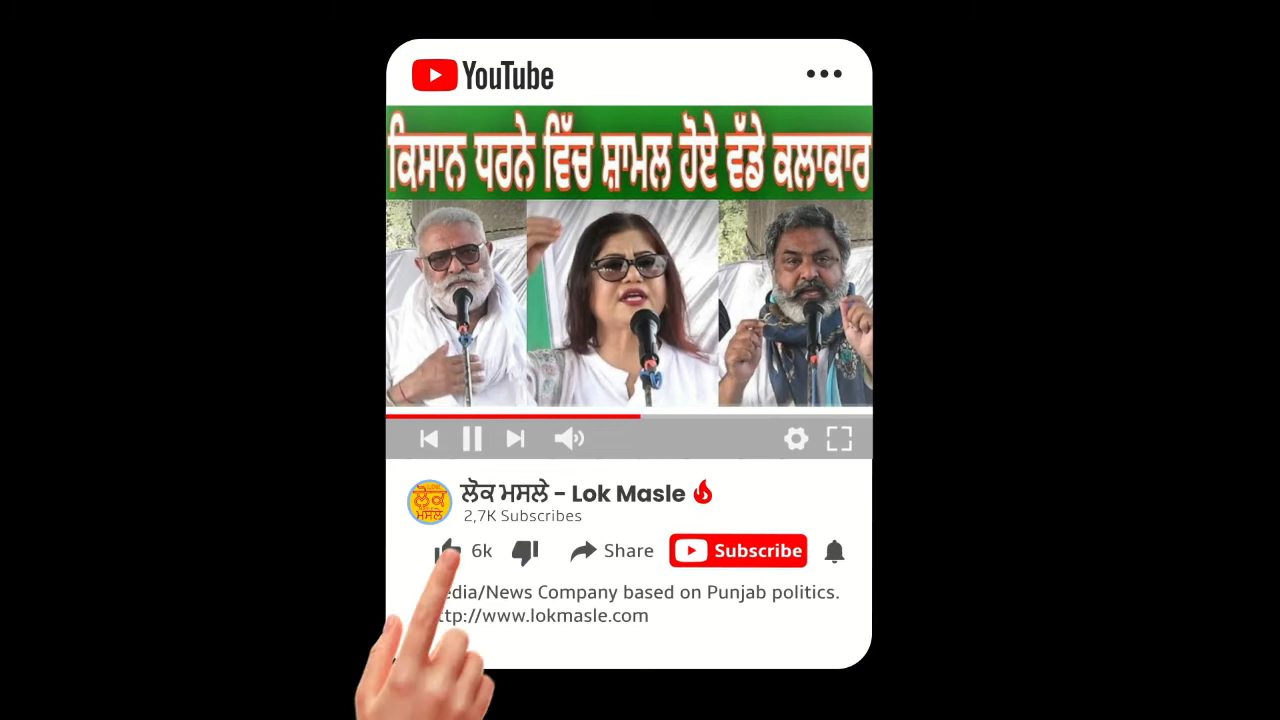 YouTube
ਕਿਸਾਨ ਧਰਨੇ ਵਿੱਚ ਸ਼ਾਮਲ ਹੋਏ ਵੱਡੇ ਕਲਾਕਾਰ
ਲੋਕ ਮਸਲੇ - Lok Masle
ਲੋਕ
ਮਸਲੇ
2,7K Subscribes
6k Share Subscribe
edia/News Company based on Punjab politics.
ttp://www.lokmasle.com